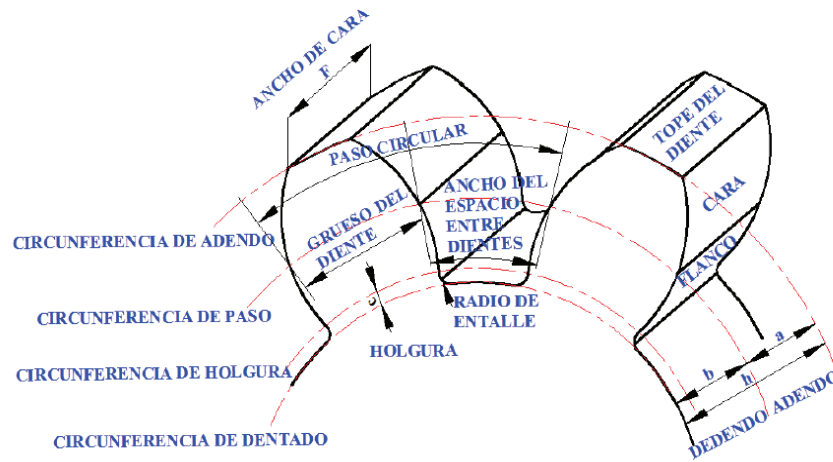 ANCHO DE CARA
F
PASO CIRCULAR
TOPE DEL
DIENTE
ANCHO DEL
ESPACIO
ENTRE
DIENTES
GRUESO DEL
DIENTE
CARA
FLANCO
CIRCUNFERENCIA DE ADENDO
CIRCUNFERENCIA DE PASO
c
RADIO DE
ENTALLE
HOLGURA
CIRCUNFERENCIA DE HOLGURA
a
b
h
DEDENDO ADENDO
CIRCUNFERENCIA DE DENTADO